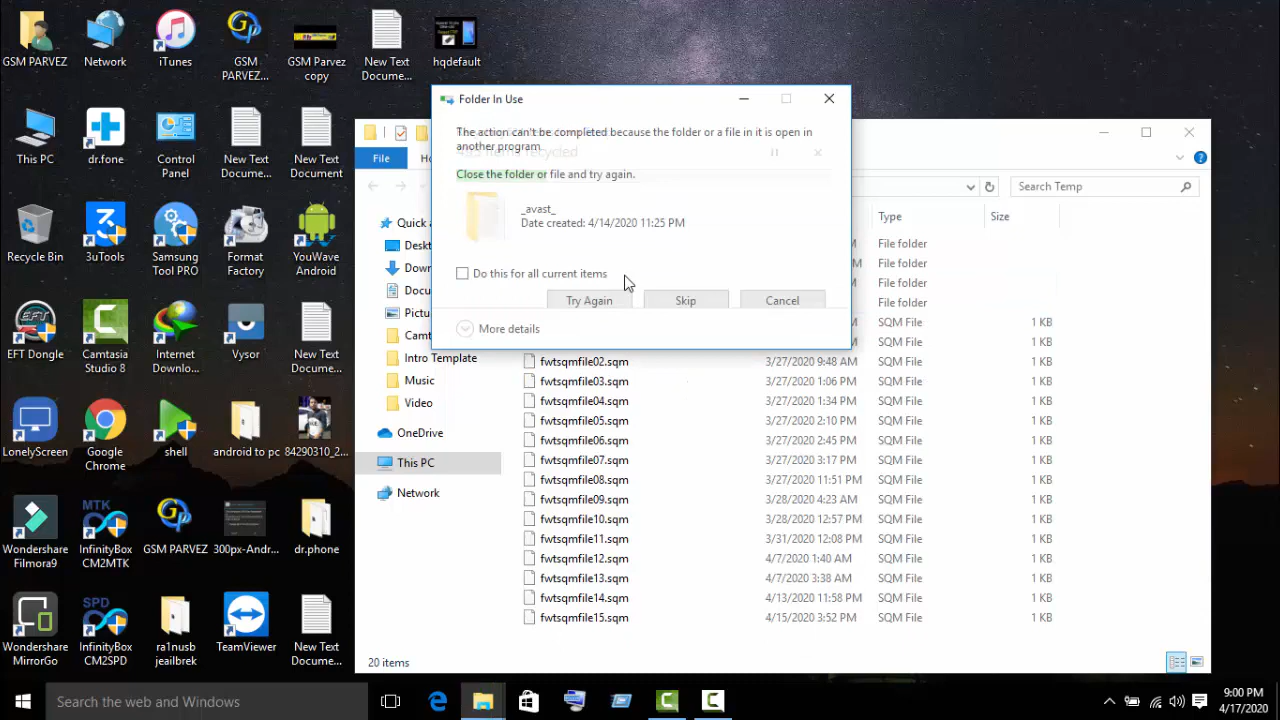 GSM PARVEZ
Network
iTunes
GSM
PARVEZ...
GSM Parvez
copy
New Text
Docume...
hqdefault
This PC
dr.fone
Control
Panel
New Text
Docume...
New Text
Document
Recycle Bin
3uTools
Samsung
Tool PRO
Format
Factory
YouWave
Android
EFT Dongle
Camtasia
Studio 8
Internet
Downlo...
Vysor
New Text
Docume...
LonelyScreen
Google
Chrome
shell
android to pc
84290310_2...
Wondershare
Filmora9
MTK
InfinityBox
CM2MTK
GSM PARVEZ
300px-Andr...
dr.phone
Wondershare
MirrorGo
SPD
InfinityBox
CM2SPD
ra1nusb
jeailbrek
TeamViewer
New Text
Docume...
Folder In Use
The action can't be completed because the folder or a file in it is open in
another program.
Close the folder or file and try again.
_avast_
Date created: 4/14/2020 11:25 PM
Do this for all current items
Try Again Skip Cancel
More details
File
Search Temp
Type Size
Quick a
Deskt
Down
Docu
Pictu
Camta
Intro Template
Music
Video
OneDrive
This PC
Network
File folder
File folder
File folder
File folder
SQM File 1 KB
SQM File 1 KB
fwtsqmfile02.sqm 3/27/2020 9:48 AM SQM File 1 KB
fwtsqmfile03.sqm 3/27/2020 1:06 PM SQM File 1 KB
fwtsqmfile04.sqm 3/27/2020 1:34 PM SQM File 1 KB
fwtsqmfile05.sqm 3/27/2020 2:10 PM SQM File 1 KB
fwtsqmfile06.sqm 3/27/2020 2:45 PM SQM File 1 KB
fwtsqmfile07.sqm 3/27/2020 3:17 PM SQM File 1 KB
fwtsqmfile08.sqm 3/27/2020 11:51 PM SQM File 1 KB
fwtsqmfile09.sqm 3/28/2020 4:23 AM SQM File 1 KB
fwtsqmfile10.sqm 3/28/2020 12:57 PM SQM File 1 KB
fwtsqmfile11.sqm 3/31/2020 12:08 PM SQM File 1 KB
fwtsqmfile12.sqm 4/7/2020 1:40 AM SQM File 1 KB
fwtsqmfile13.sqm 4/7/2020 3:38 AM SQM File 1 KB
fwtsqmfile14.sqm 4/13/2020 11:58 PM SQM File 1 KB
fwtsqmfile15.sqm 4/15/2020 3:52 PM SQM File 1 KB
20 items
Search the web and Windows
9:00 PM
4/17/2020